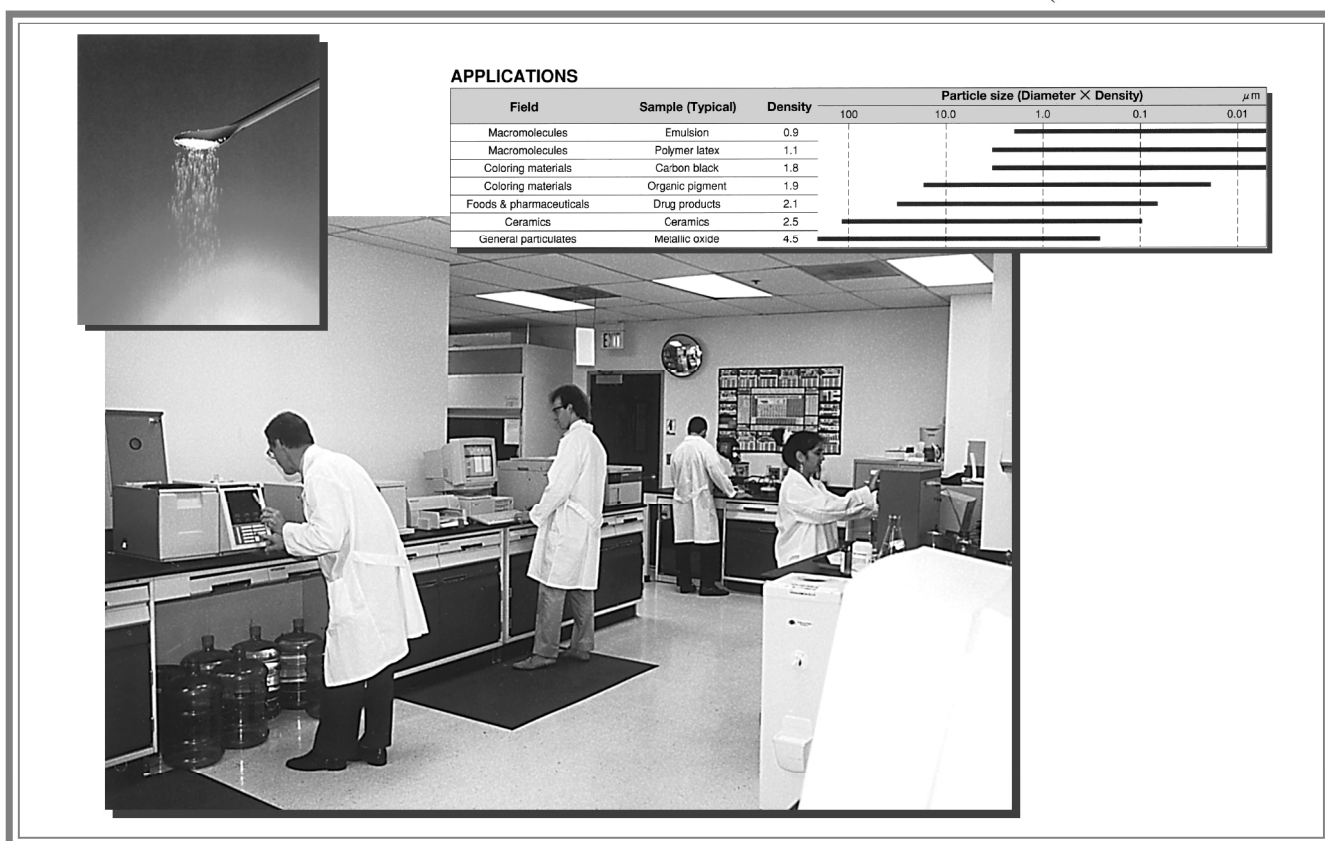 APPLICATIONS
Field Sample (Typical) Density Particle size (Diameter × Density) μm
100 10.0 1.0 0.1 0.01
Macromolecules Emulsion 0.9
Macromolecules Polymer latex 1.1
Coloring materials Carbon black 1.8
Coloring materials Organic pigment 1.9
Foods & pharmaceuticals Drug products 2.1
Ceramics Ceramics 2.5
General particulates Metallic oxide 4.5
EXIT